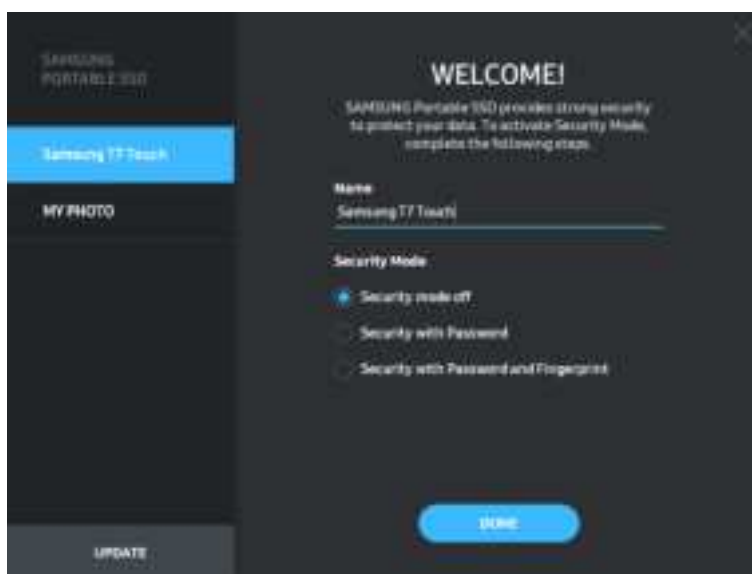 SAMSUNG
PORTABLE SSD
Samsung T7 Touch
MY PHOTO
UPDATE
WELCOME!
SAMSUNG Portable SSD provides strong security
to protect your data. To activate Security Mode,
complete the following steps.
Name
Samsung T7 Touch
Security Mode
Security mode off
Security with Password
Security with Password and Fingerprint
DONE